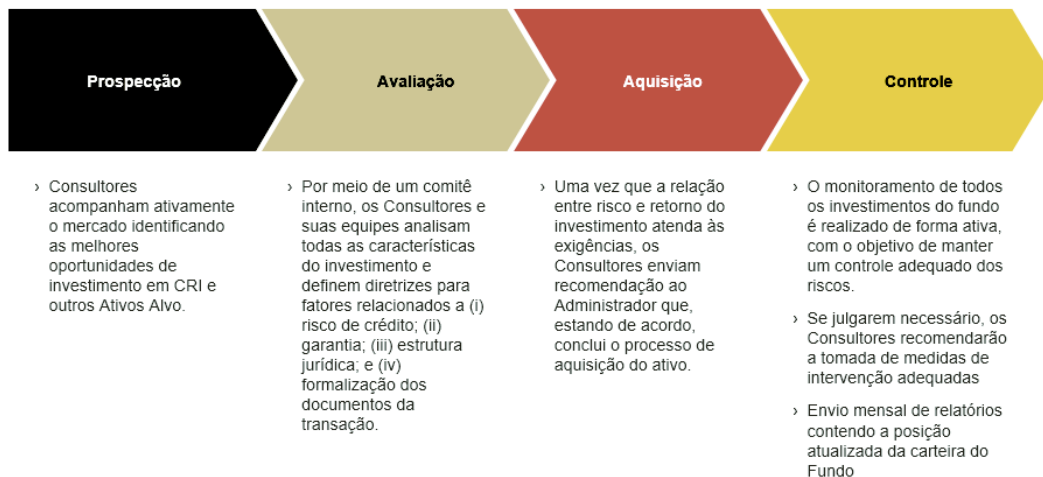 Prospecção
Avaliação
Aquisição
Controle
› Consultores
acompanham ativamente
o mercado identificando
as melhores
oportunidades de
investimento em CRI e
outros Ativos Alvo.
› Por meio de um comitê
interno, os Consultores e
suas equipes analisam
todas as características
do investimento e
definem diretrizes para
fatores relacionados a (i)
risco de crédito; (ii)
garantia; (iii) estrutura
jurídica; e (iv)
formalização dos
documentos da
transação.
› Uma vez que a relação
entre risco e retorno do
investimento atenda às
exigências, os
Consultores enviam
recomendação ao
Administrador que,
estando de acordo,
conclui o processo de
aquisição do ativo.
› O monitoramento de todos
os investimentos do fundo
é realizado de forma ativa,
com o objetivo de manter
um controle adequado dos
riscos.
› Se julgarem necessário, os
Consultores recomendarão
a tomada de medidas de
intervenção adequadas
› Envio mensal de relatórios
contendo a posição
atualizada da carteira do
Fundo